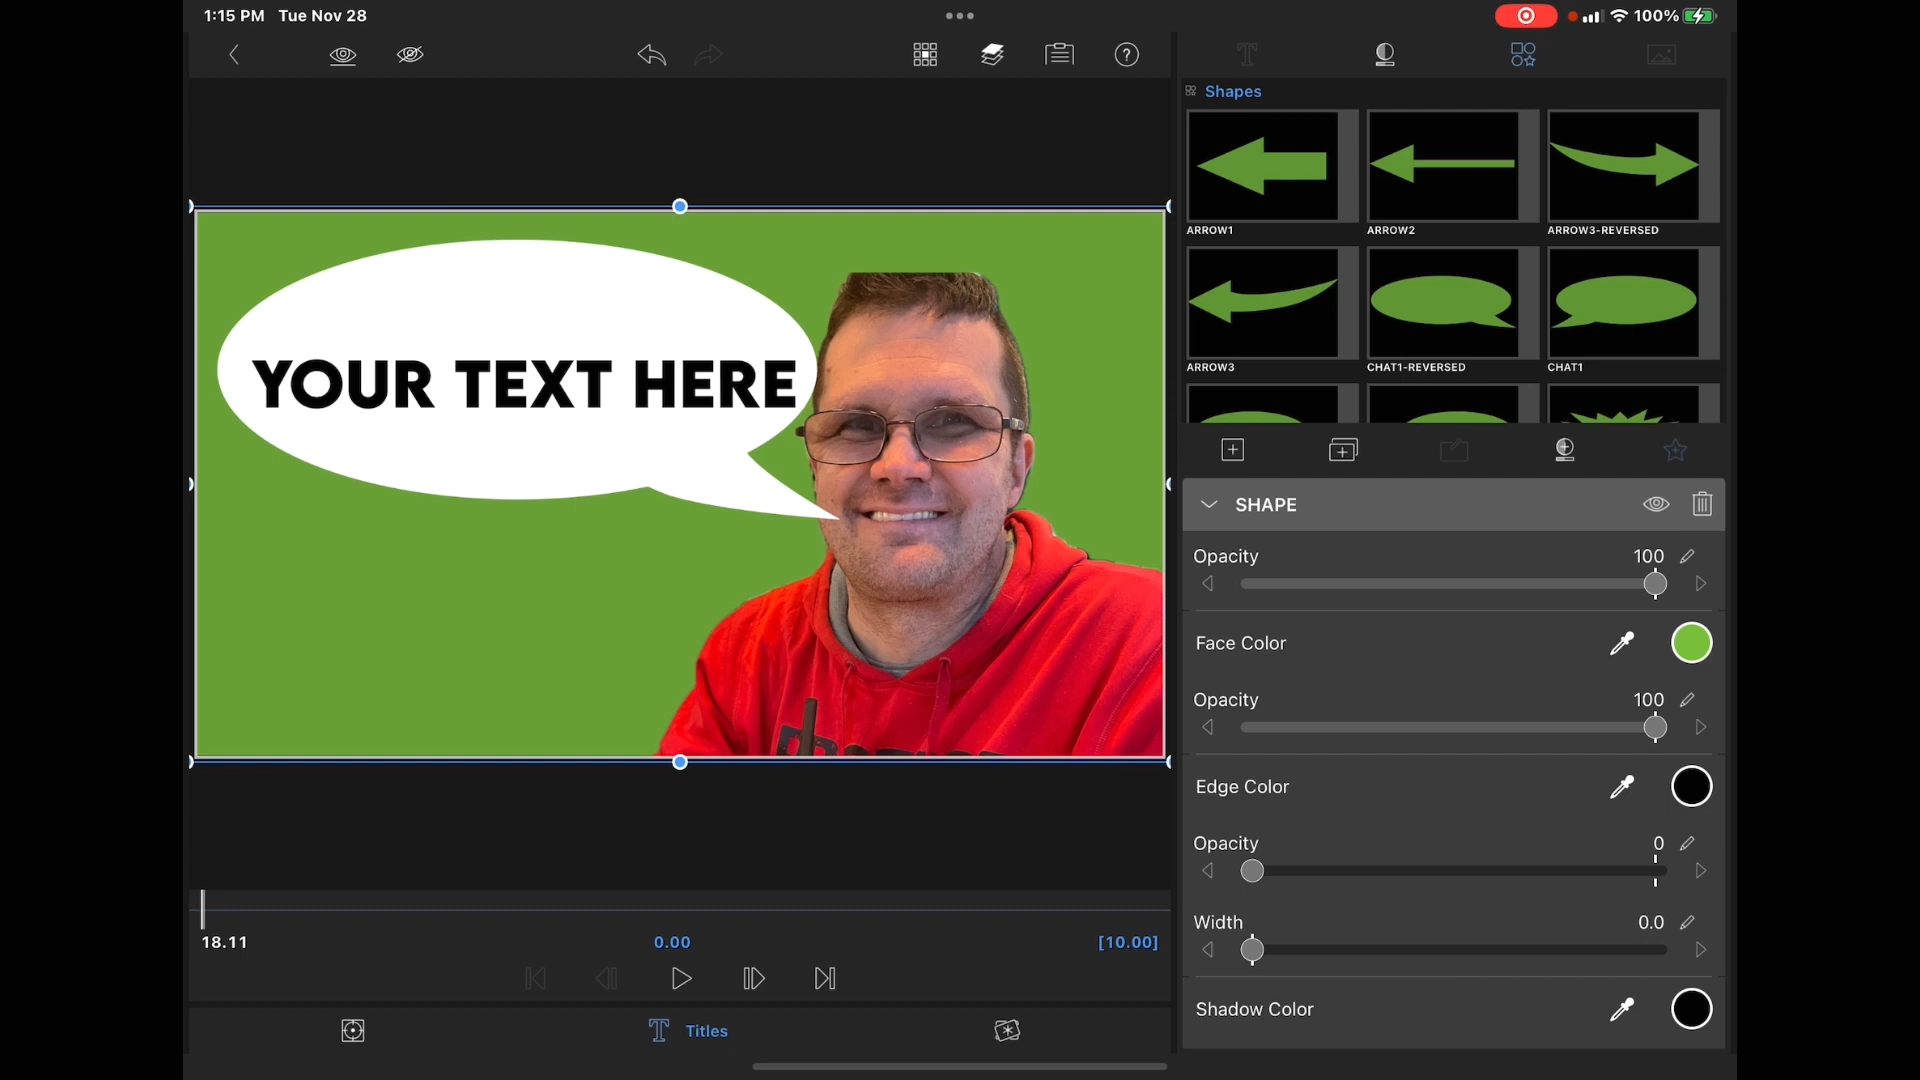 1:15 PM Tue Nov 28
100%
Shapes
ARROW1
ARROW2
ARROW3-REVERSED
ARROW3
CHAT1-REVERSED
CHAT1
YOUR TEXT HERE
SHAPE
Opacity 100
Face Color
Opacity 100
Edge Color
Opacity 0
Width 0.0
Shadow Color
18.11
0.00
[10.00]
Titles